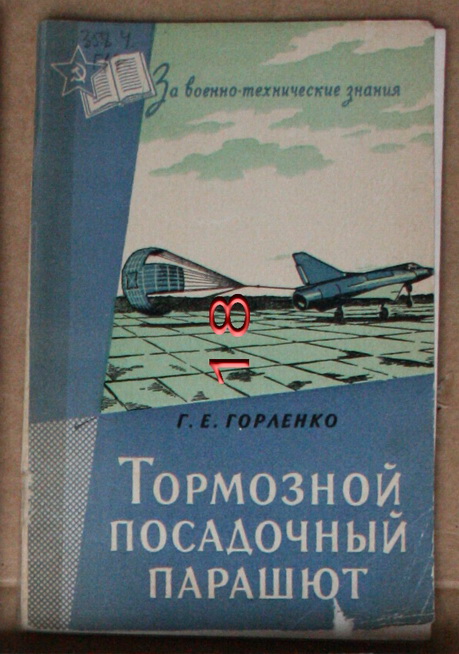 За военно-технические знания
18
Г. Е. ГОРЛЕНКО
ТОРМОЗНОЙ
ПОСАДОЧНЫЙ
ПАРАШЮТ